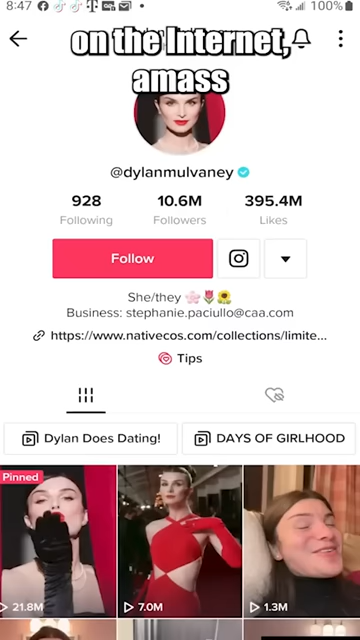 8:47
100%
on the Internet,
amass
@dylanmulvaney
928
10.6M
395.4M
Following
Followers
Likes
Follow
She/they 🌸🌷🌻
Business: stephanie.paciullo@caa.com
https://www.nativecos.com/collections/limite...
Tips
Dylan Does Dating!
DAYS OF GIRLHOOD
Pinned
21.8M
7.0M
1.3M